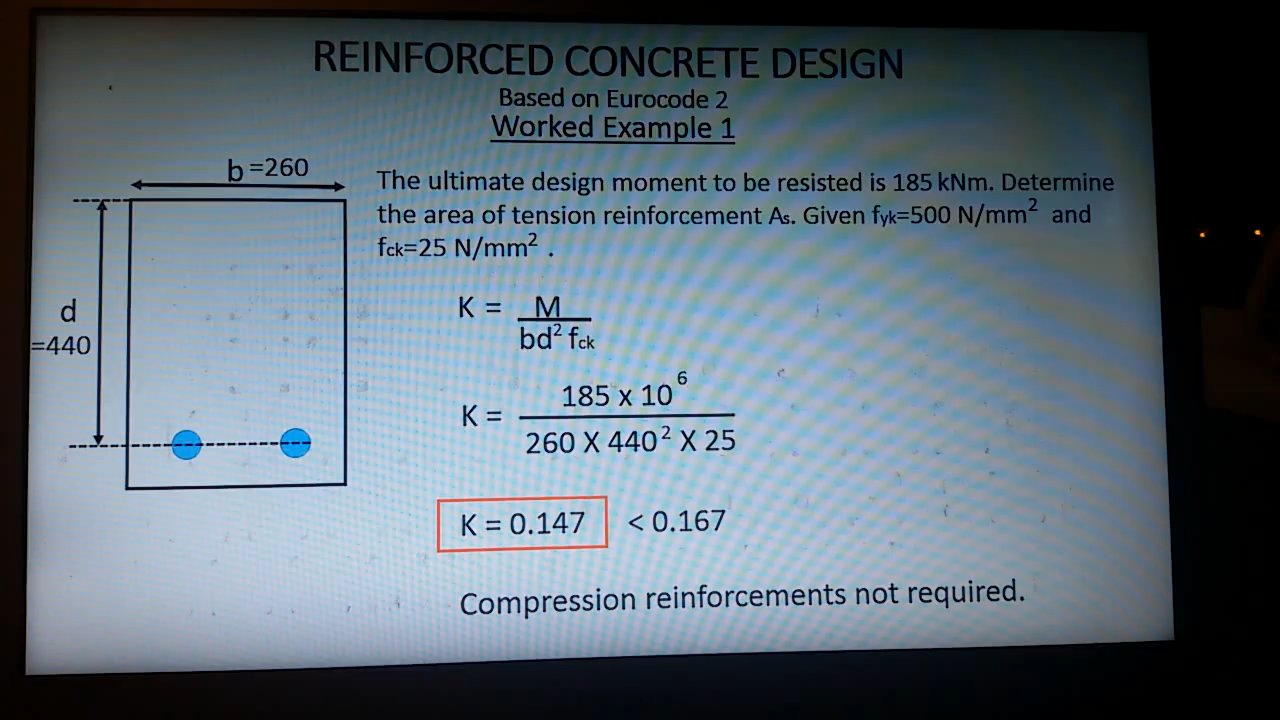 REINFORCED CONCRETE DESIGN
Based on Eurocode 2
Worked Example 1
b =260
The ultimate design moment to be resisted is 185 kNm. Determine
the area of tension reinforcement As. Given fyk=500 N/mm² and
fck=25 N/mm² .
d
=440
K = M
bd² fck
K = 185 x 10⁶
260 X 440² X 25
K = 0.147 < 0.167
Compression reinforcements not required.